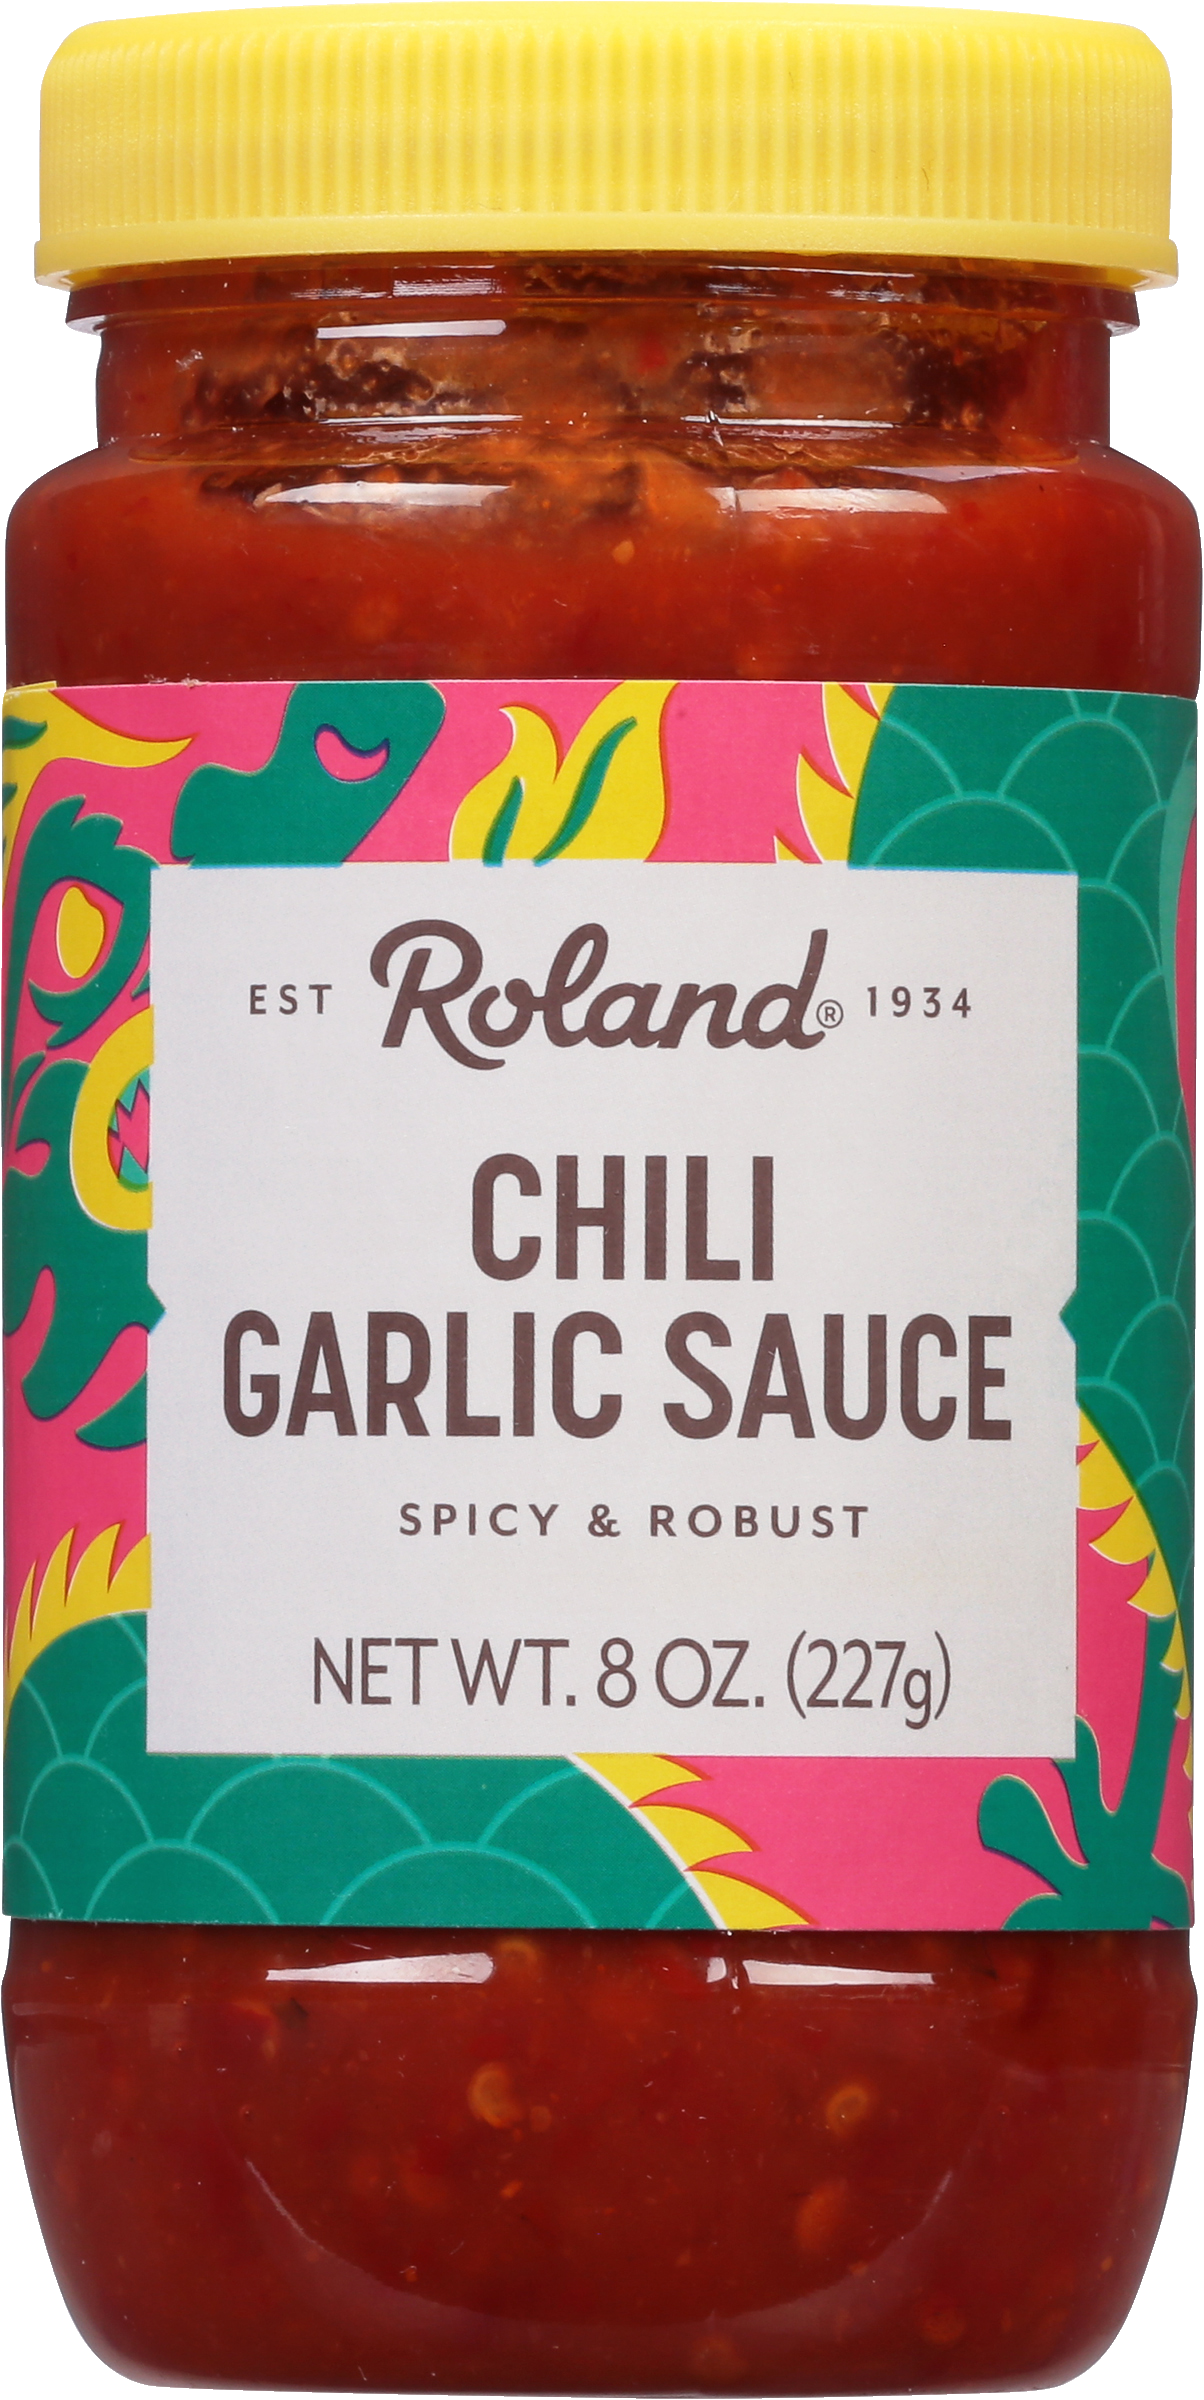 EST Roland® 1934
CHILI
GARLIC SAUCE
SPICY & ROBUST
NET WT. 8 OZ. (227g)